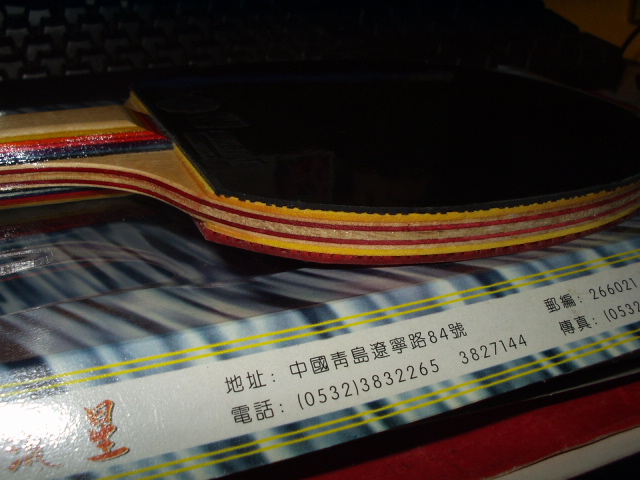 地址: 中國青島遼寧路84號
郵編: 266021
電話: (0532)3832265 3827144
傳真: (0532
星